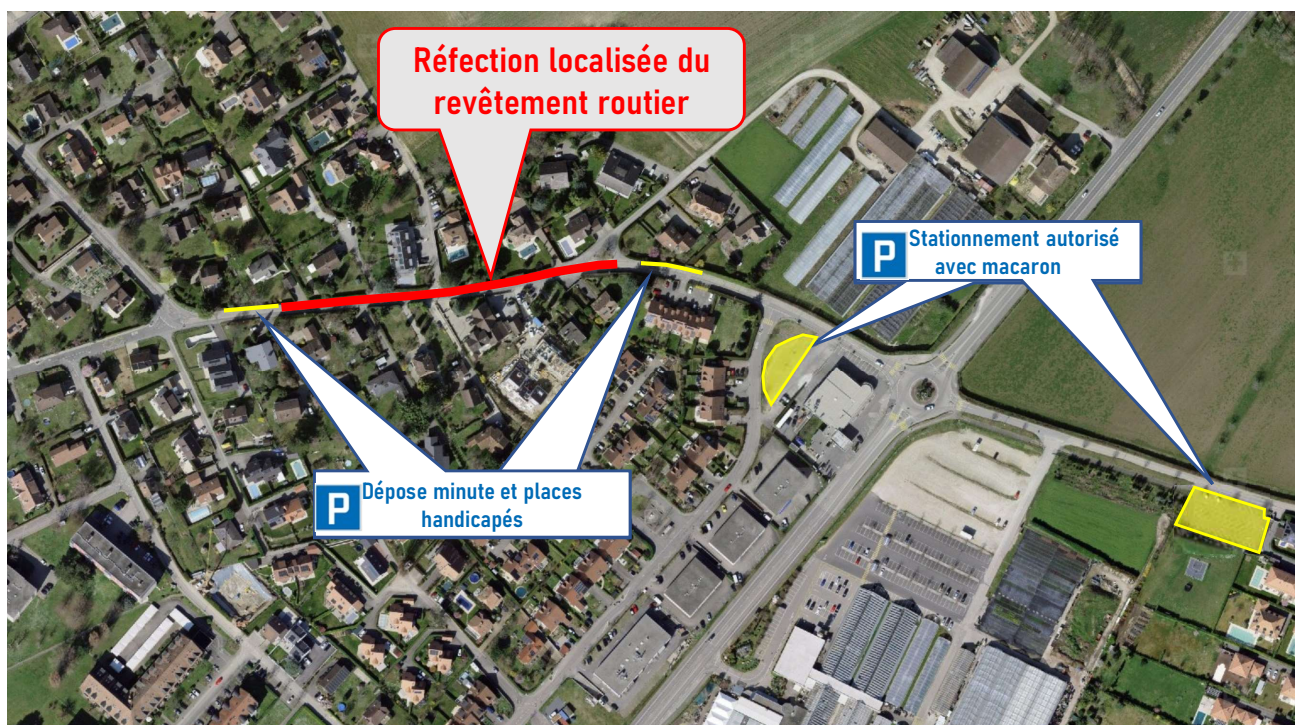 Réfection localisée du
revêtement routier
P Stationnement autorisé
avec macaron
P Dépose minute et places
handicapés